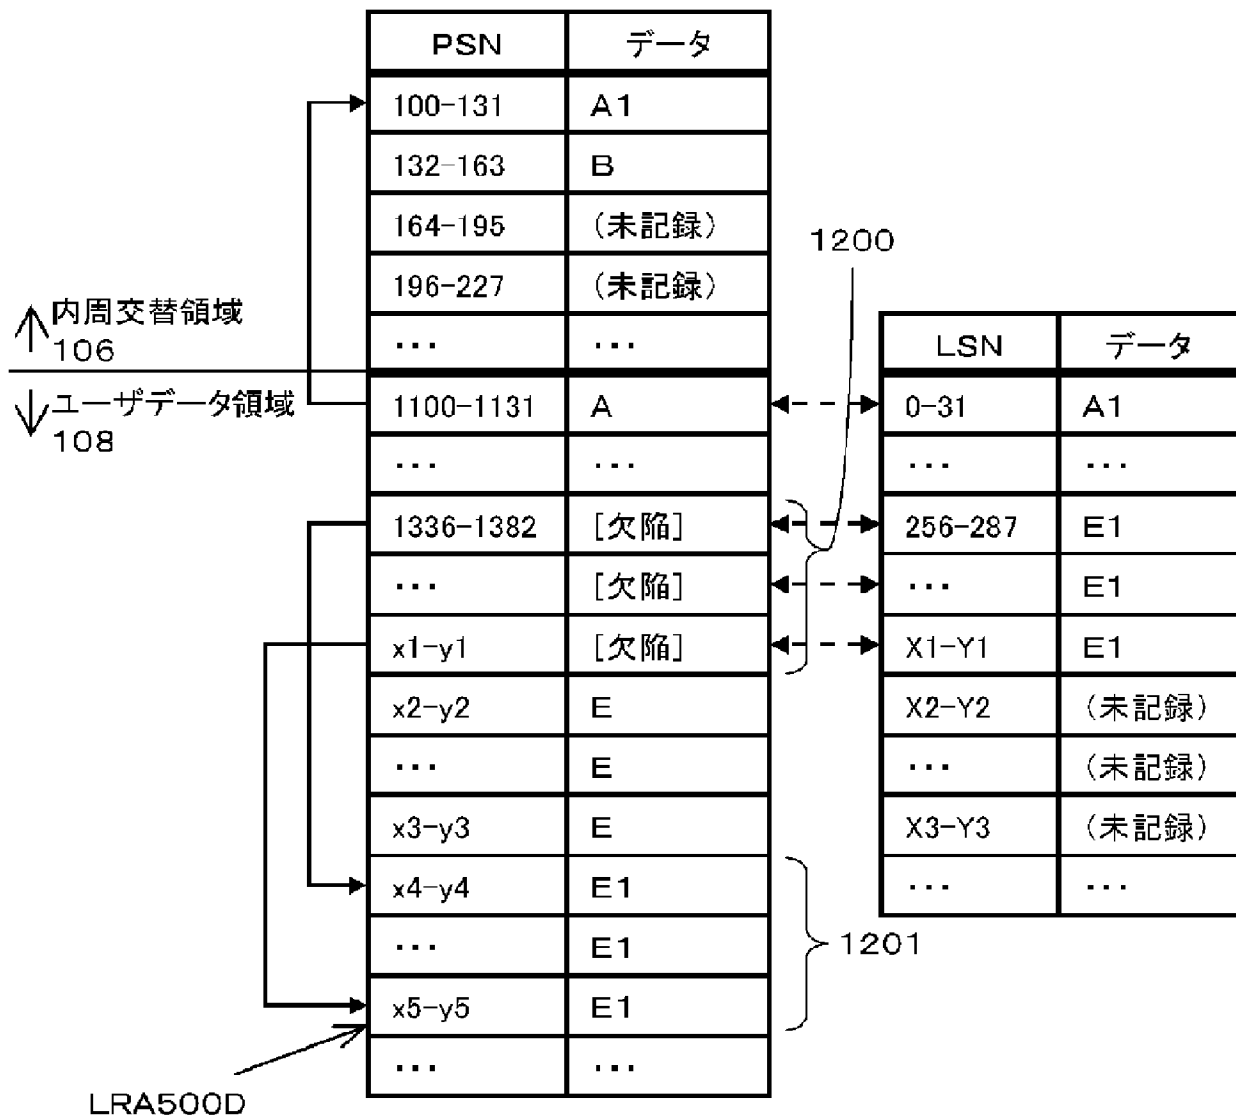 PSN データ
100-131 A1
132-163 B
164-195 (未記録)
196-227 (未記録)
... ...
1100-1131 A
... ...
1336-1382 [欠陥]
... [欠陥]
x1-y1 [欠陥]
x2-y2 E
... E
x3-y3 E
x4-y4 E1
... E1
x5-y5 E1
... ...
内周交替領域
106
ユーザデータ領域
108
LRA500D
1200
1201
LSN データ
0-31 A1
... ...
256-287 E1
... E1
X1-Y1 E1
X2-Y2 (未記録)
... (未記録)
X3-Y3 (未記録)
... ...